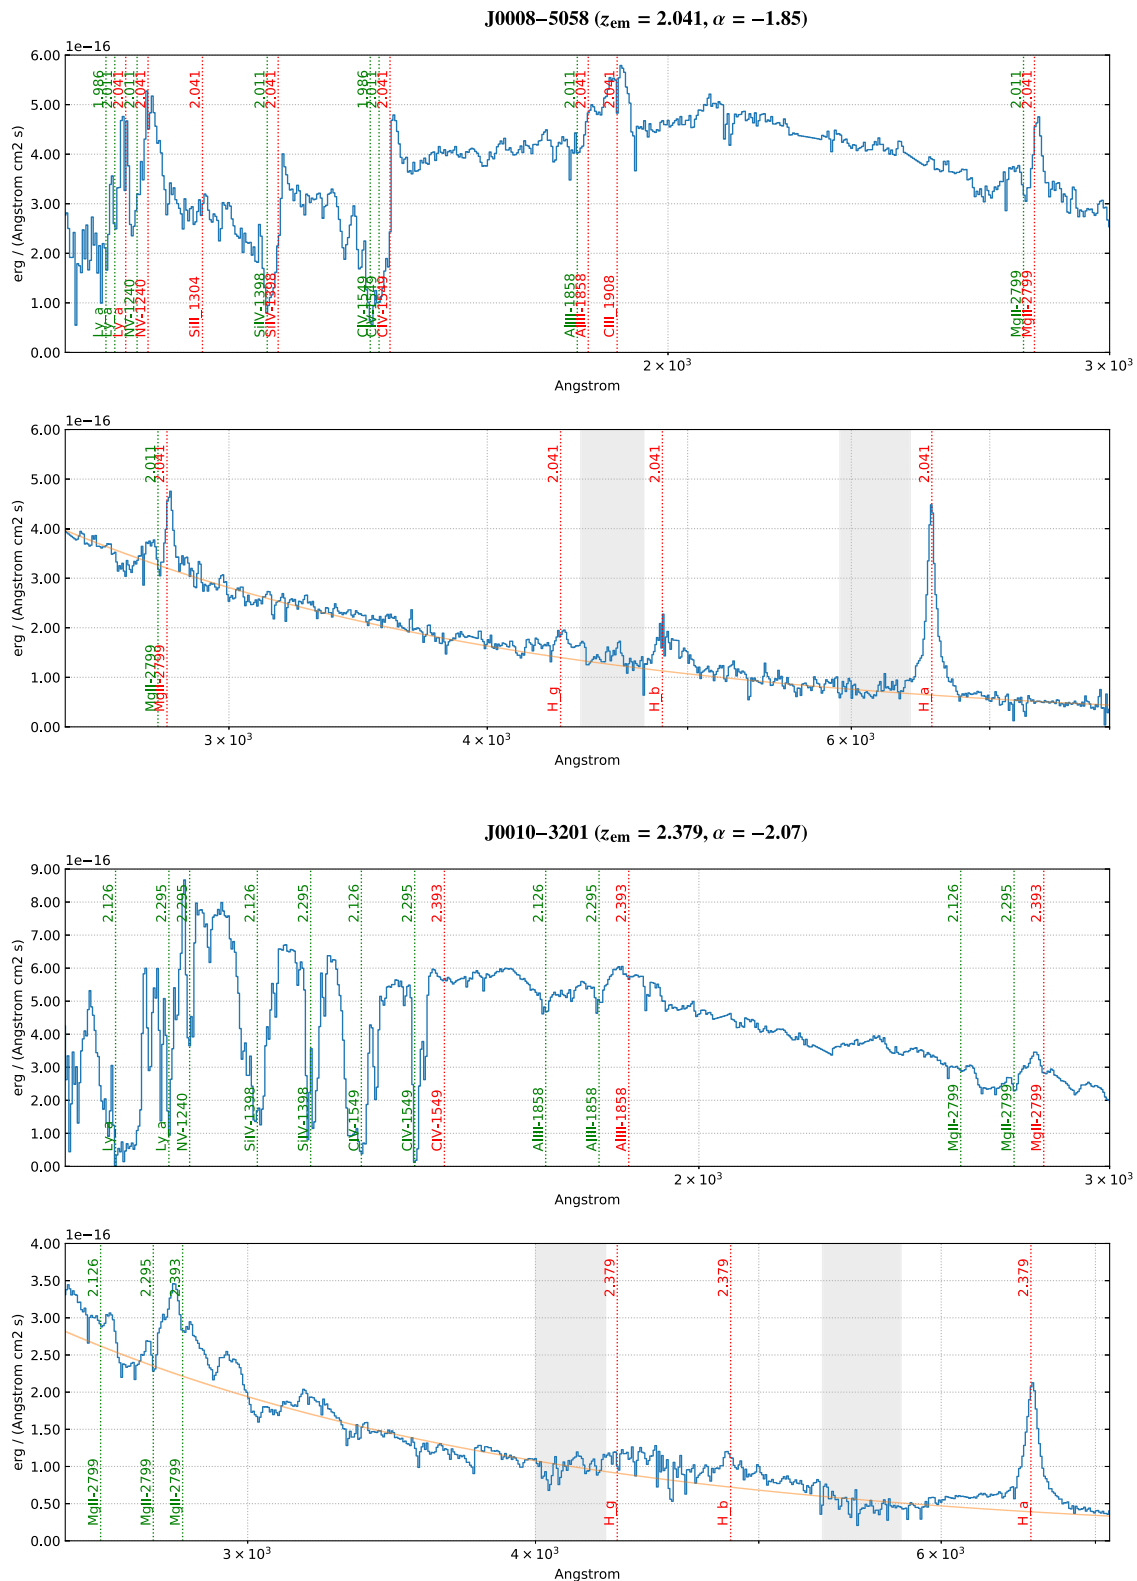 J0008−5058 (zem = 2.041, α = −1.85)
1e−16
6.00
5.00
4.00
3.00
2.00
1.00
0.00
erg / (Angstrom cm2 s)
1.986 2.011 2.041 2.011 2.041 2.041 2.011 2.041 1.986 2.011 2.041 2.011 2.041 2.041 2.011 2.041
Ly_a Ly_a Ly_a NV-1240 NV-1240 SiII_1304 SiIV-1398 SiIV-1398 CIV-1549 CIV-1549 CIV-1549 AlIII-1858 AlIII-1858 CIII_1908 MgII-2799 MgII-2799
2 × 10³ 3 × 10³
Angstrom
1e−16
6.00
5.00
4.00
3.00
2.00
1.00
0.00
erg / (Angstrom cm2 s)
2.011 2.041 2.041 2.041 2.041
MgII-2799 MgII-2799 H_g H_b H_a
3 × 10³ 4 × 10³ 6 × 10³
Angstrom
J0010−3201 (zem = 2.379, α = −2.07)
1e−16
9.00
8.00
7.00
6.00
5.00
4.00
3.00
2.00
1.00
0.00
erg / (Angstrom cm2 s)
2.126 2.295 2.295 2.126 2.295 2.126 2.295 2.393 2.126 2.295 2.393 2.126 2.295 2.393
Ly_a Ly_a NV-1240 SiIV-1398 SiIV-1398 CIV-1549 CIV-1549 CIV-1549 AlIII-1858 AlIII-1858 AlIII-1858 MgII-2799 MgII-2799 MgII-2799
2 × 10³ 3 × 10³
Angstrom
1e−16
4.00
3.50
3.00
2.50
2.00
1.50
1.00
0.50
0.00
erg / (Angstrom cm2 s)
2.126 2.295 2.393 2.379 2.379 2.379
MgII-2799 MgII-2799 MgII-2799 H_g H_b H_a
3 × 10³ 4 × 10³ 6 × 10³
Angstrom